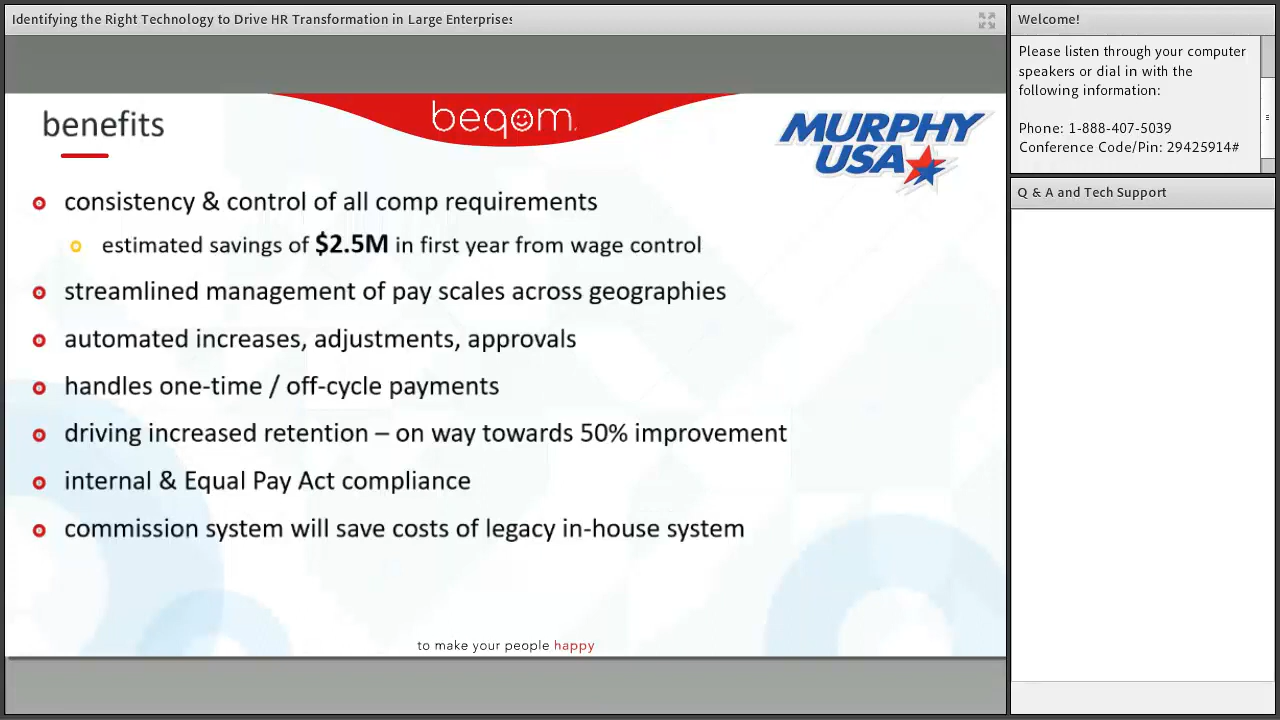 Identifying the Right Technology to Drive HR Transformation in Large Enterprises
benefits
beqom
MURPHY
USA
consistency & control of all comp requirements
estimated savings of $2.5M in first year from wage control
streamlined management of pay scales across geographies
automated increases, adjustments, approvals
handles one-time / off-cycle payments
driving increased retention – on way towards 50% improvement
internal & Equal Pay Act compliance
commission system will save costs of legacy in-house system
to make your people happy
Welcome!
Please listen through your computer
speakers or dial in with the
following information:
Phone: 1-888-407-5039
Conference Code/Pin: 29425914#
Q & A and Tech Support